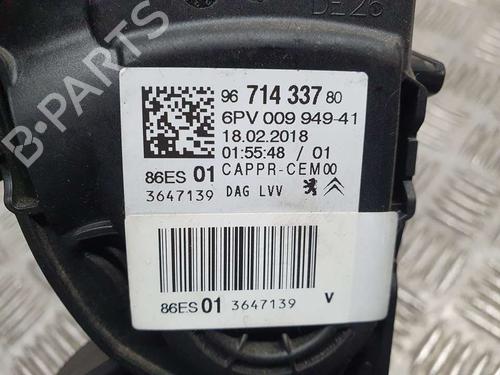 DE26
96 714 337 80
6PV 009 949-41
18.02.2018
01:55:48 / 01
86ES 01 CAPPR-CEM00
3647139 DAG LVV
86ES 01 3647139 V
B-PARTS